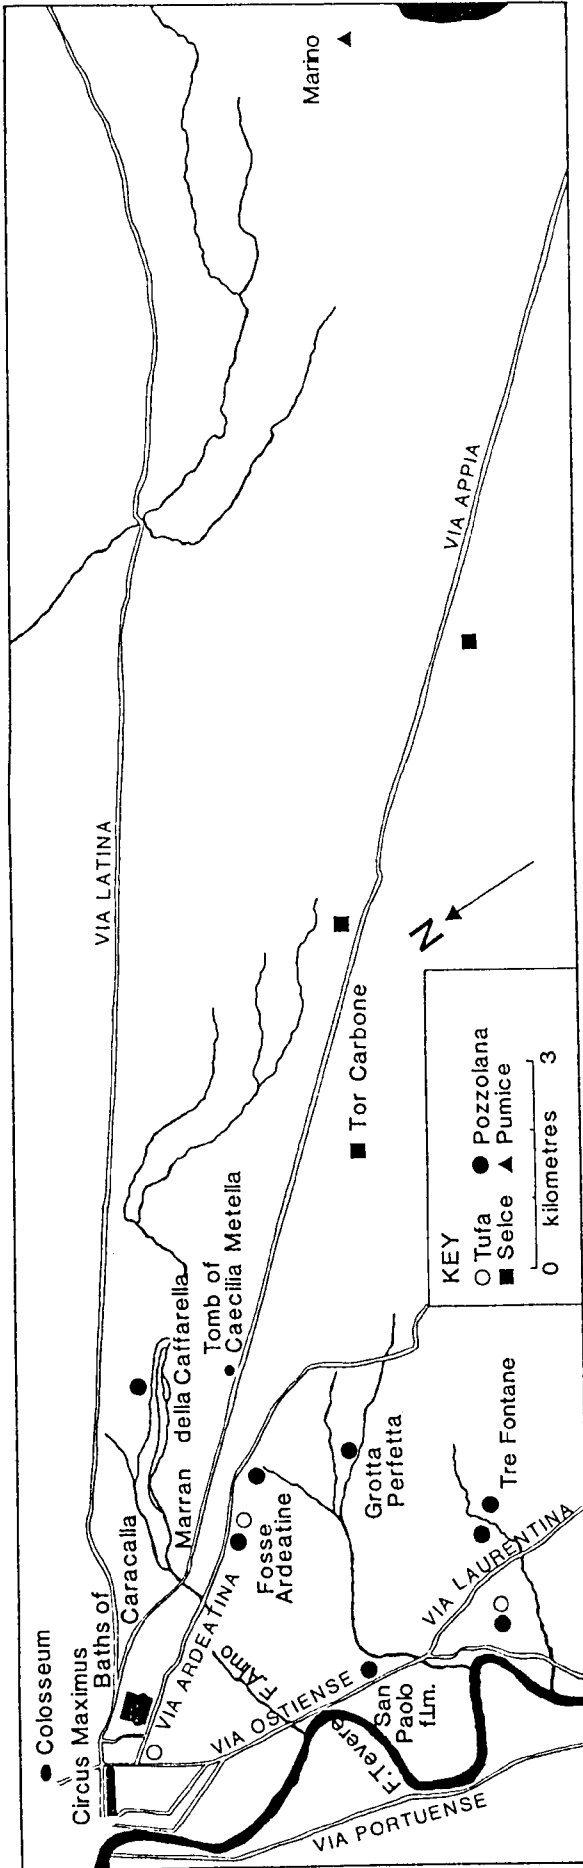 Colosseum
Circus Maximus
Baths of
Caracalla
Marran della Caffarella
Tomb of
Caecilia Metella
VIA LATINA
VIA APPIA
Marino
VIA ARDEATINA
Fosse
Ardeatine
F. Almo
VIA OSTIENSE
San
Paolo
f.l.m.
F. Tevere
VIA PORTUENSE
VIA LAURENTINA
Grotta
Perfetta
Tre Fontane
Tor Carbone
N
KEY
Tufa
Pozzolana
Selce
Pumice
0 3
kilometres